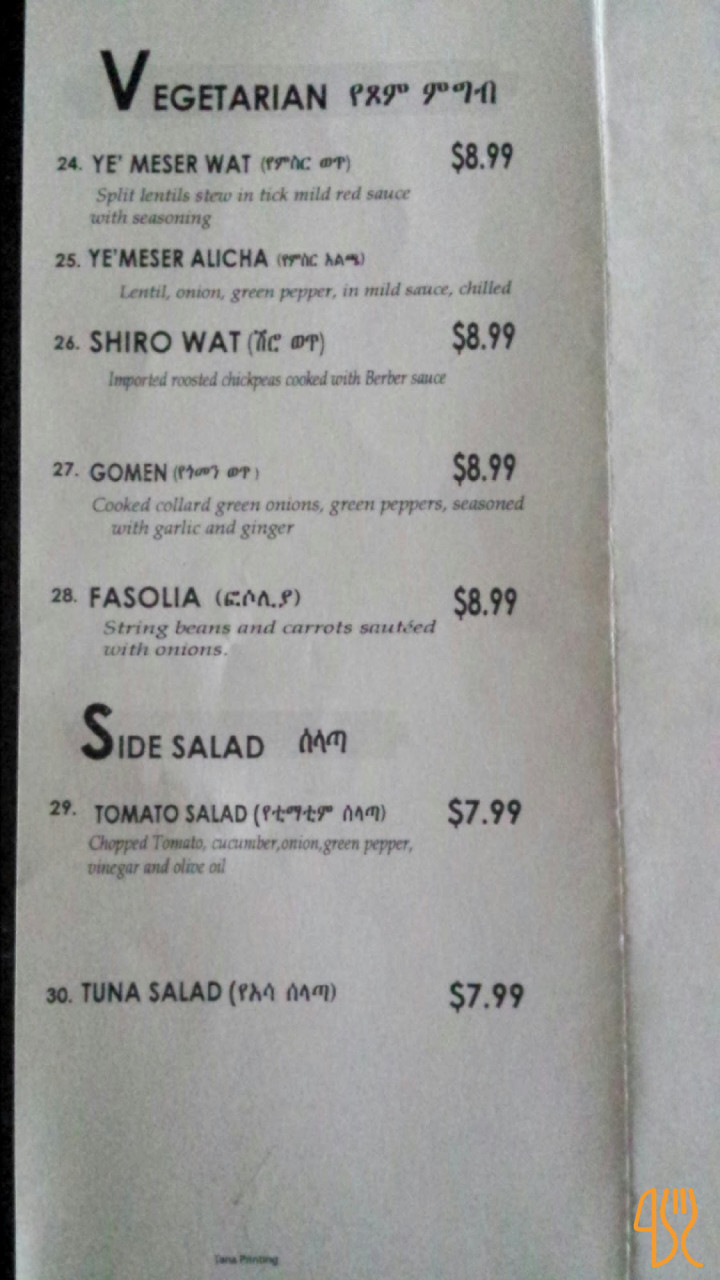 VEGETARIAN የጾም ምግብ
24. YE' MESER WAT (የምስር ወጥ) $8.99
Split lentils stew in tick mild red sauce
with seasoning
25. YE'MESER ALICHA (የምስር አልጫ)
Lentil, onion, green pepper, in mild sauce, chilled
26. SHIRO WAT (ሽሮ ወጥ) $8.99
Imported roosted chickpeas cooked with Berber sauce
27. GOMEN (የጎመን ወጥ) $8.99
Cooked collard green onions, green peppers, seasoned
with garlic and ginger
28. FASOLIA (ፎሶሊያ) $8.99
String beans and carrots sautéed
with onions.
SIDE SALAD ሰላጣ
29. TOMATO SALAD (የቲማቲም ሰላጣ) $7.99
Chopped Tomato, cucumber,onion,green pepper,
vinegar and olive oil
30. TUNA SALAD (የአሳ ሰላጣ) $7.99
Tana Printing